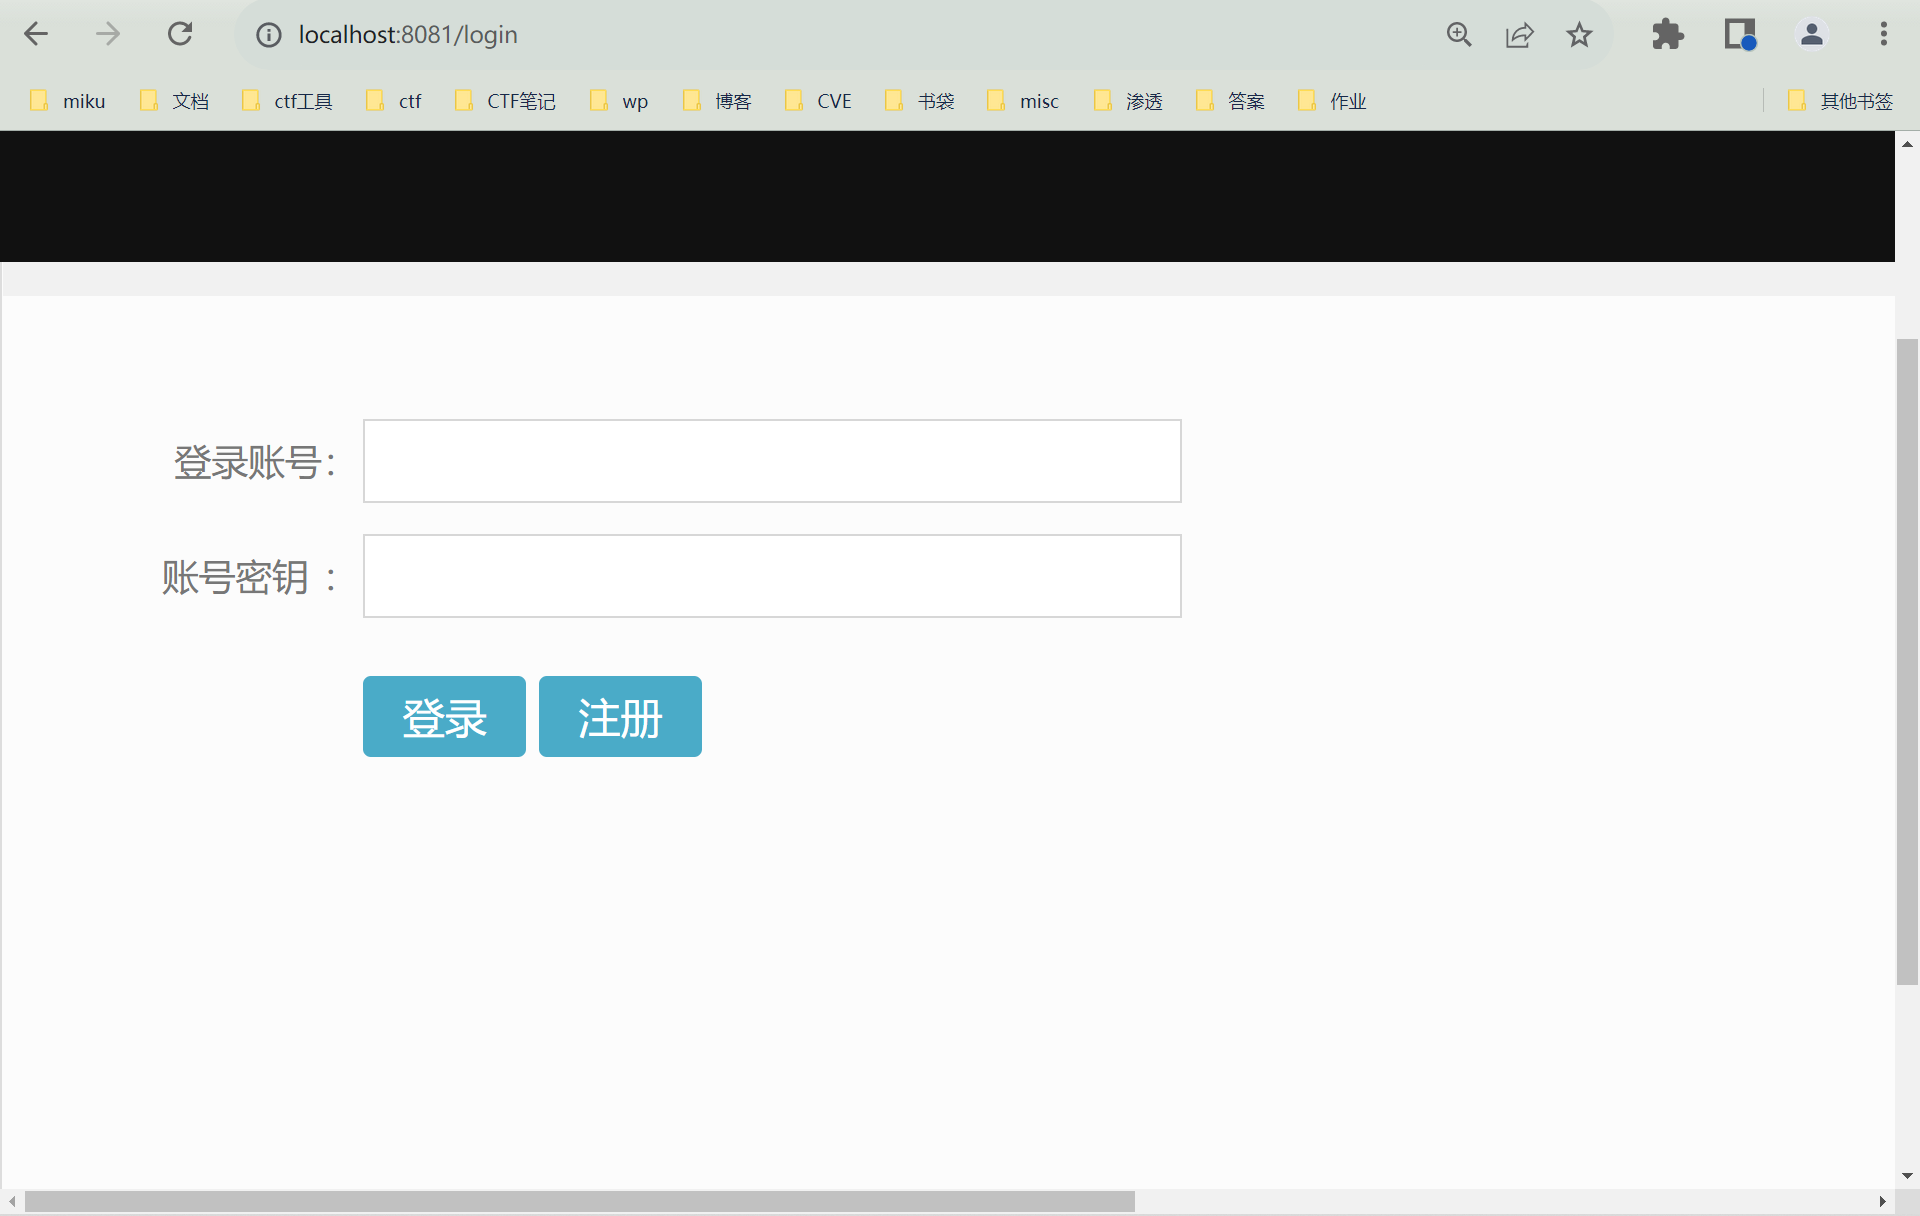 localhost:8081/login
miku 文档 ctf工具 ctf CTF笔记 wp 博客 CVE 书袋 misc 渗透 答案 作业 其他书签
登录账号:
账号密钥 :
登录 注册